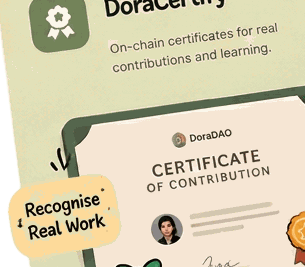 DoraCertify
On-chain certificates for real
contributions and learning.
DoraDAO
CERTIFICATE
OF CONTRIBUTION
Recognise
Real Work